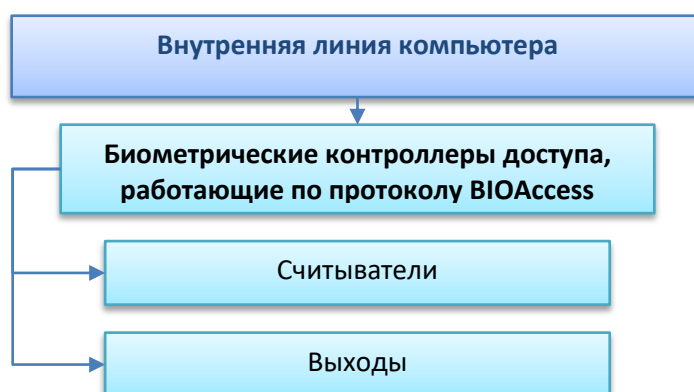 Внутренняя линия компьютера
Биометрические контроллеры доступа,
работающие по протоколу BIOAccess
Считыватели
Выходы